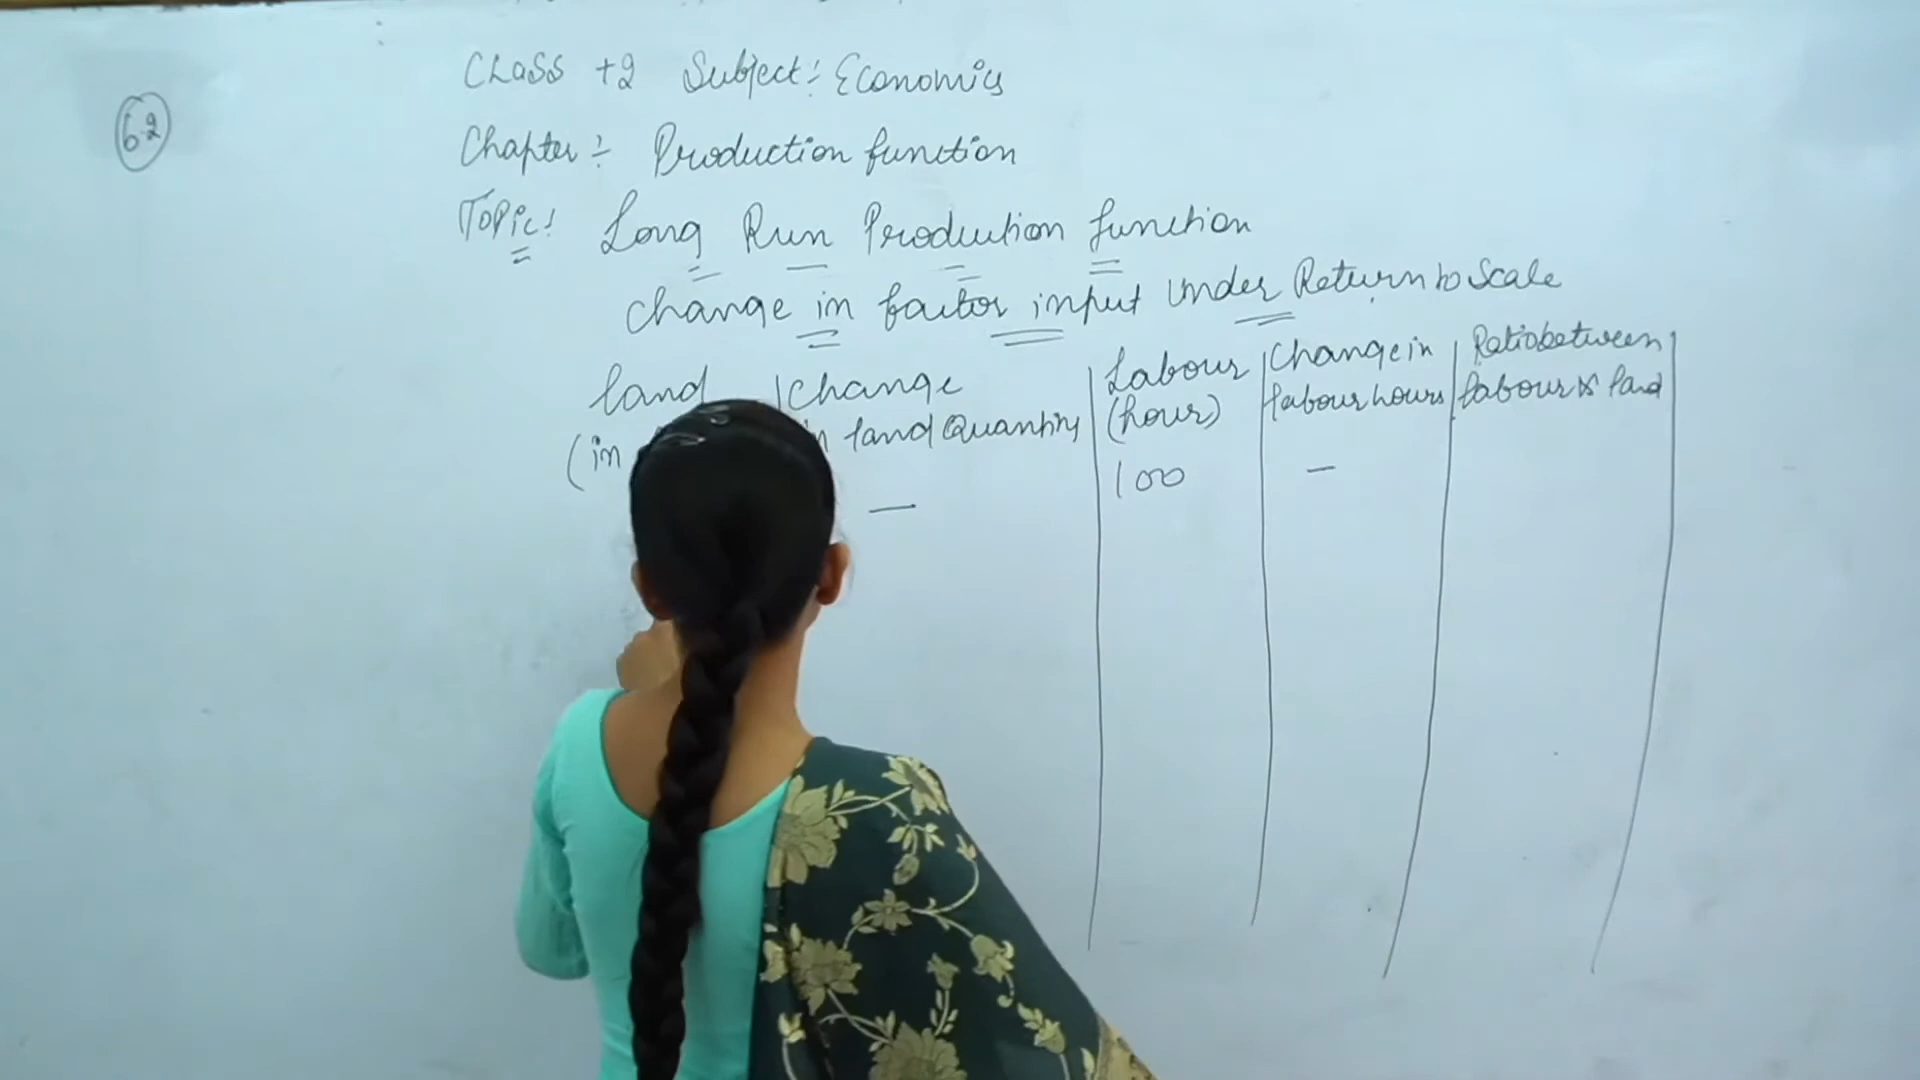 62
Class +2 Subject: Economics
Chapter: Production function
Topic: Long Run Production function
Change in factor input under Return to Scale
land | Change | Labour | Change in | Ratio between
(in in land Quantity | (hour) | labour hours | labour & land
— 100 —